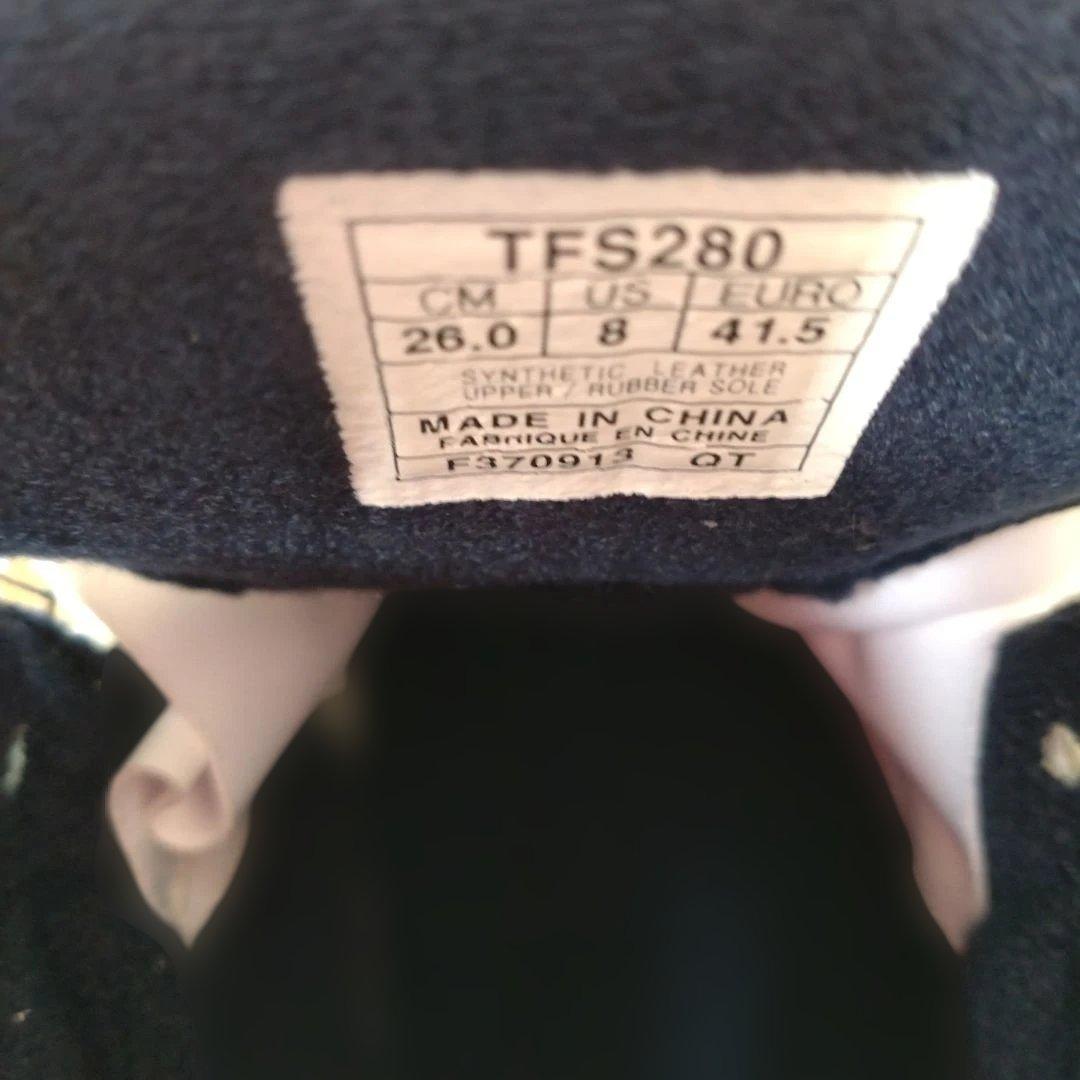 TFS280
CM US EURO
26.0 8 41.5
SYNTHETIC LEATHER
UPPER / RUBBER SOLE
MADE IN CHINA
FABRIQUE EN CHINE
F370913 QT